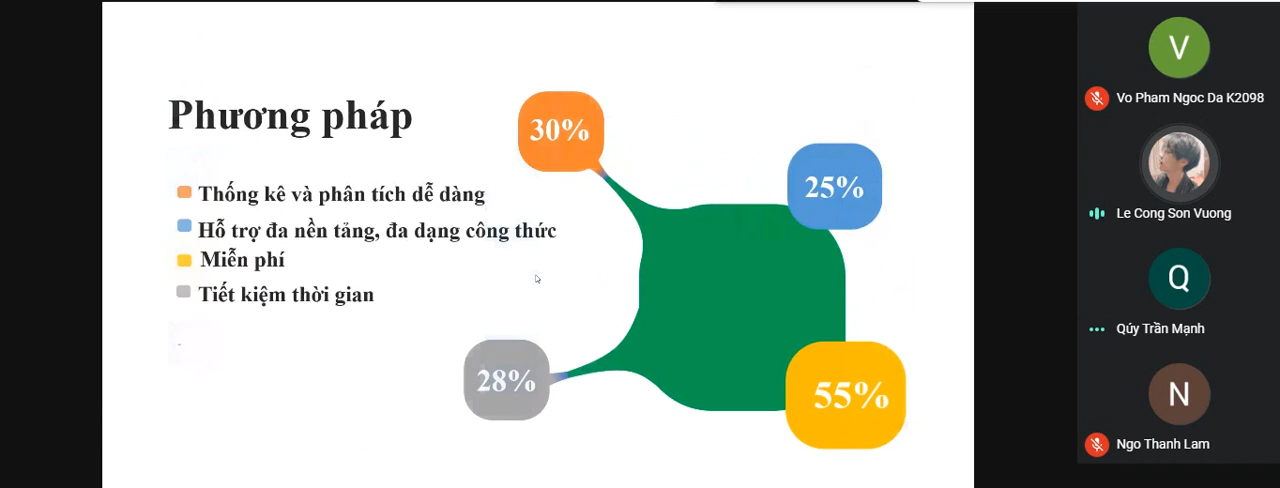 Phương pháp
Thống kê và phân tích dễ dàng
Hỗ trợ đa nền tảng, đa dạng công thức
Miễn phí
Tiết kiệm thời gian
30%
25%
28%
55%
V
Vo Pham Ngoc Da K2098
Le Cong Son Vuong
Q
Qúy Trần Mạnh
N
Ngo Thanh Lam